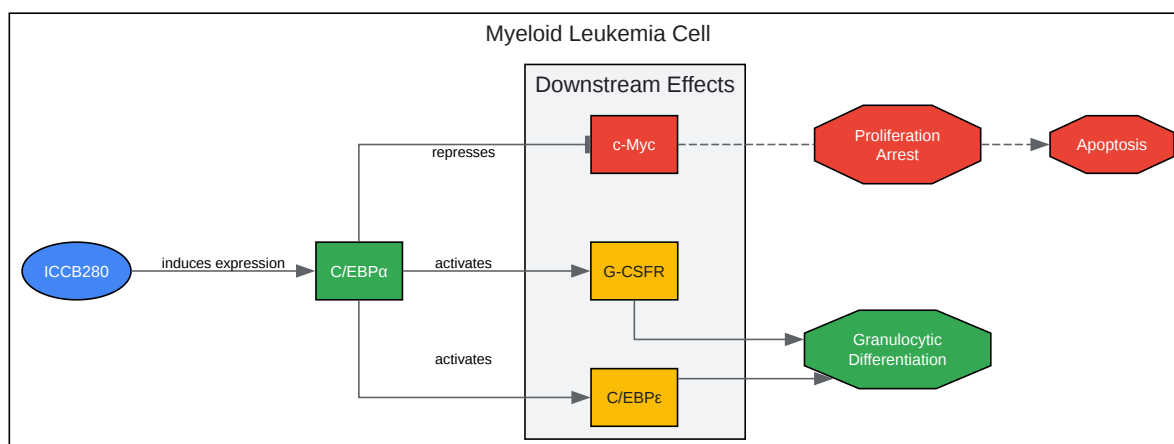 Myeloid Leukemia Cell
Downstream Effects
represses
c-Myc
Proliferation
Arrest
Apoptosis
ICCB280
induces expression
C/EBPα
activates
G-CSFR
activates
C/EBPε
Granulocytic
Differentiation